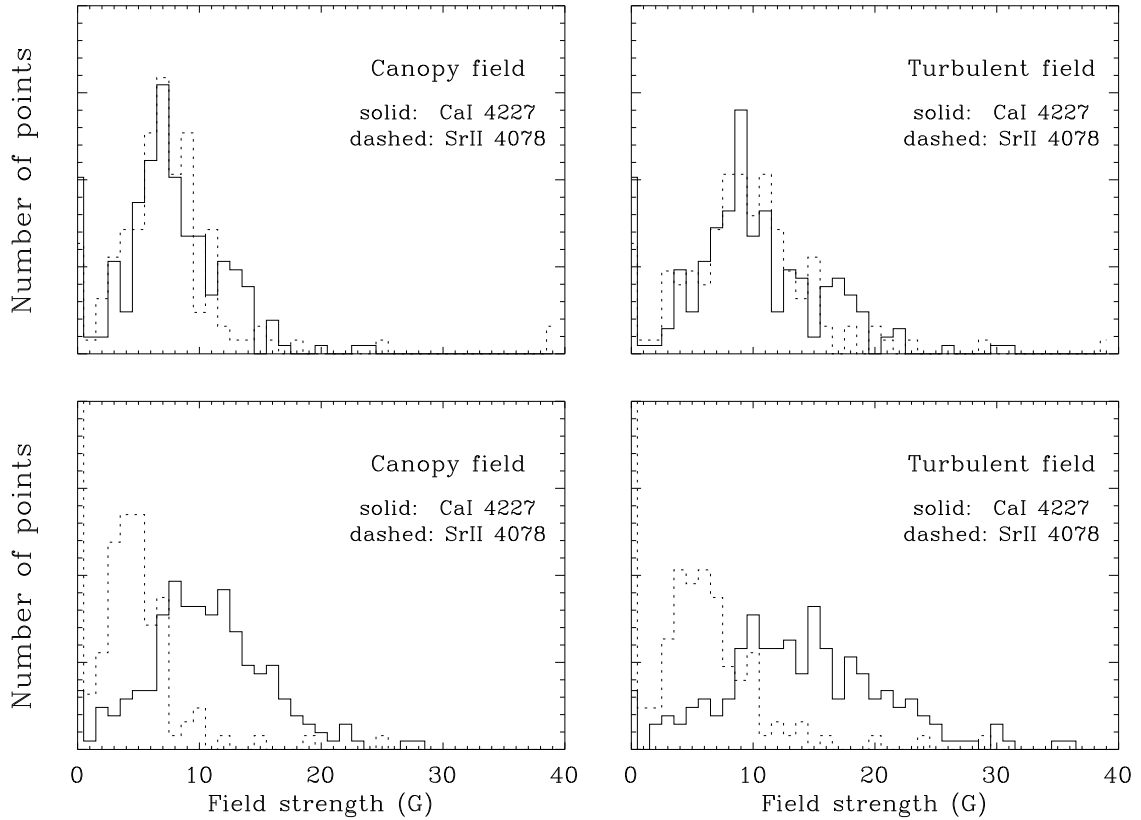 Number of points
Canopy field
solid: CaI 4227
dashed: SrII 4078
Turbulent field
solid: CaI 4227
dashed: SrII 4078
Number of points
Canopy field
solid: CaI 4227
dashed: SrII 4078
0 10 20 30 40
Field strength (G)
Turbulent field
solid: CaI 4227
dashed: SrII 4078
0 10 20 30 40
Field strength (G)